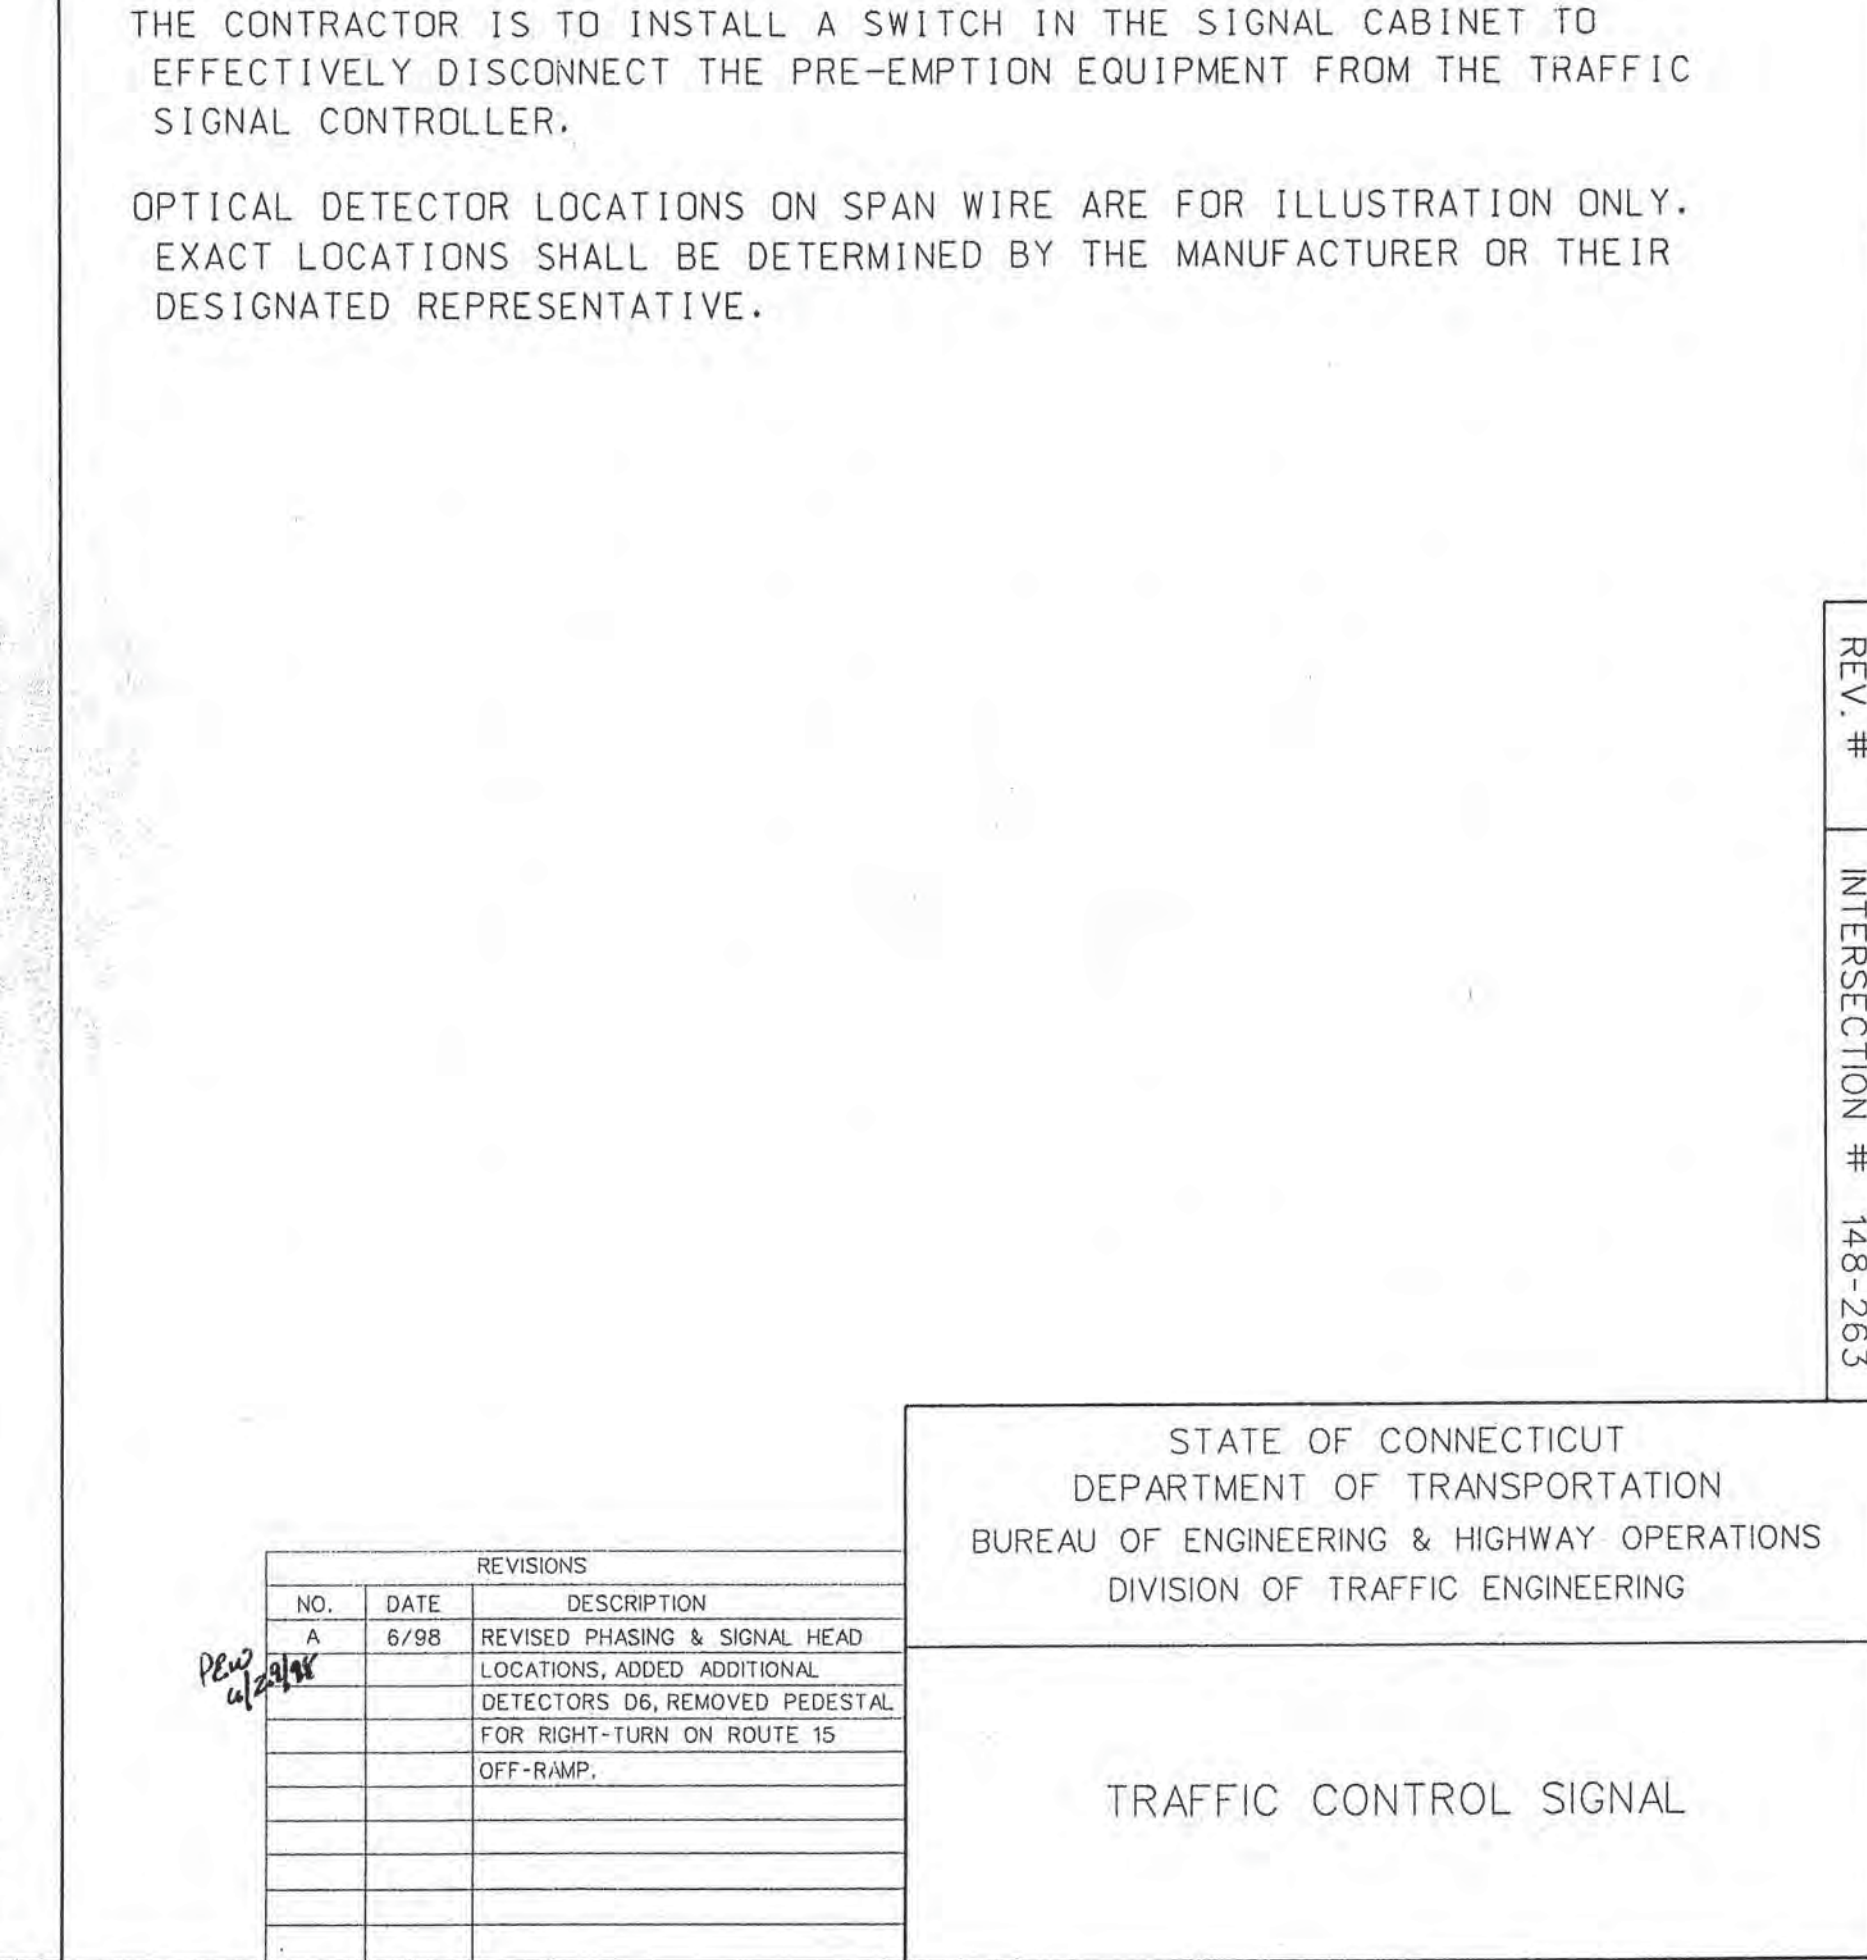 THE CONTRACTOR IS TO INSTALL A SWITCH IN THE SIGNAL CABINET TO
EFFECTIVELY DISCONNECT THE PRE-EMPTION EQUIPMENT FROM THE TRAFFIC
SIGNAL CONTROLLER.
OPTICAL DETECTOR LOCATIONS ON SPAN WIRE ARE FOR ILLUSTRATION ONLY.
EXACT LOCATIONS SHALL BE DETERMINED BY THE MANUFACTURER OR THEIR
DESIGNATED REPRESENTATIVE.
REV. #
INTERSECTION # 148-263
STATE OF CONNECTICUT
DEPARTMENT OF TRANSPORTATION
BUREAU OF ENGINEERING & HIGHWAY OPERATIONS
DIVISION OF TRAFFIC ENGINEERING
REVISIONS
NO. DATE DESCRIPTION
A 6/98 REVISED PHASING & SIGNAL HEAD
LOCATIONS, ADDED ADDITIONAL
DETECTORS D6, REMOVED PEDESTAL
FOR RIGHT-TURN ON ROUTE 15
OFF-RAMP.
PEW
6/29/98
TRAFFIC CONTROL SIGNAL